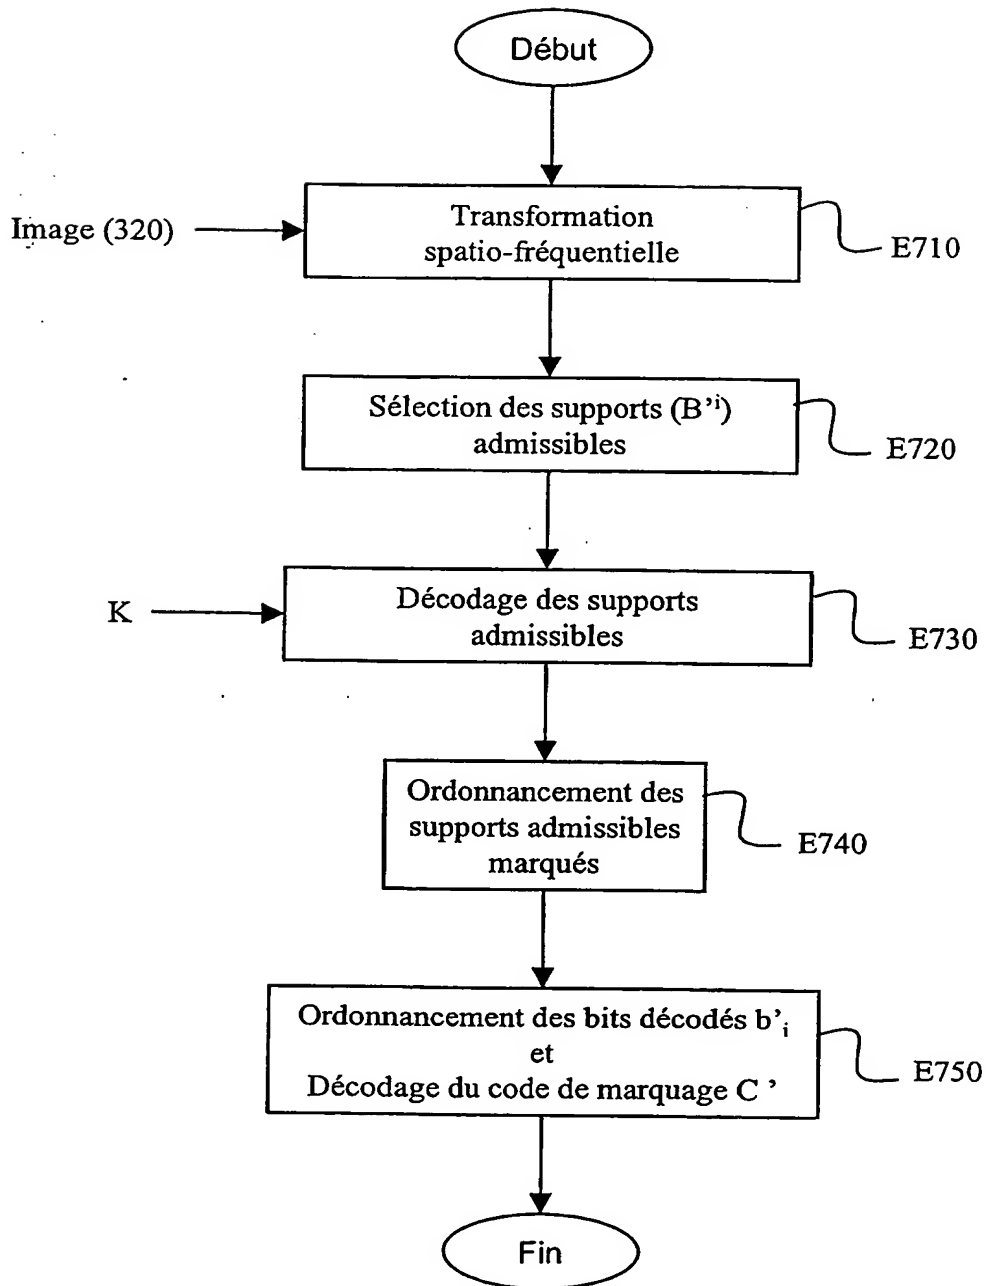 Début
Image (320)
Transformation
spatio-fréquentielle
E710
Sélection des supports (B’ⁱ)
admissibles
E720
K
Décodage des supports
admissibles
E730
Ordonnancement des
supports admissibles
marqués
E740
Ordonnancement des bits décodés b’ᵢ
et
Décodage du code de marquage C ’
E750
Fin